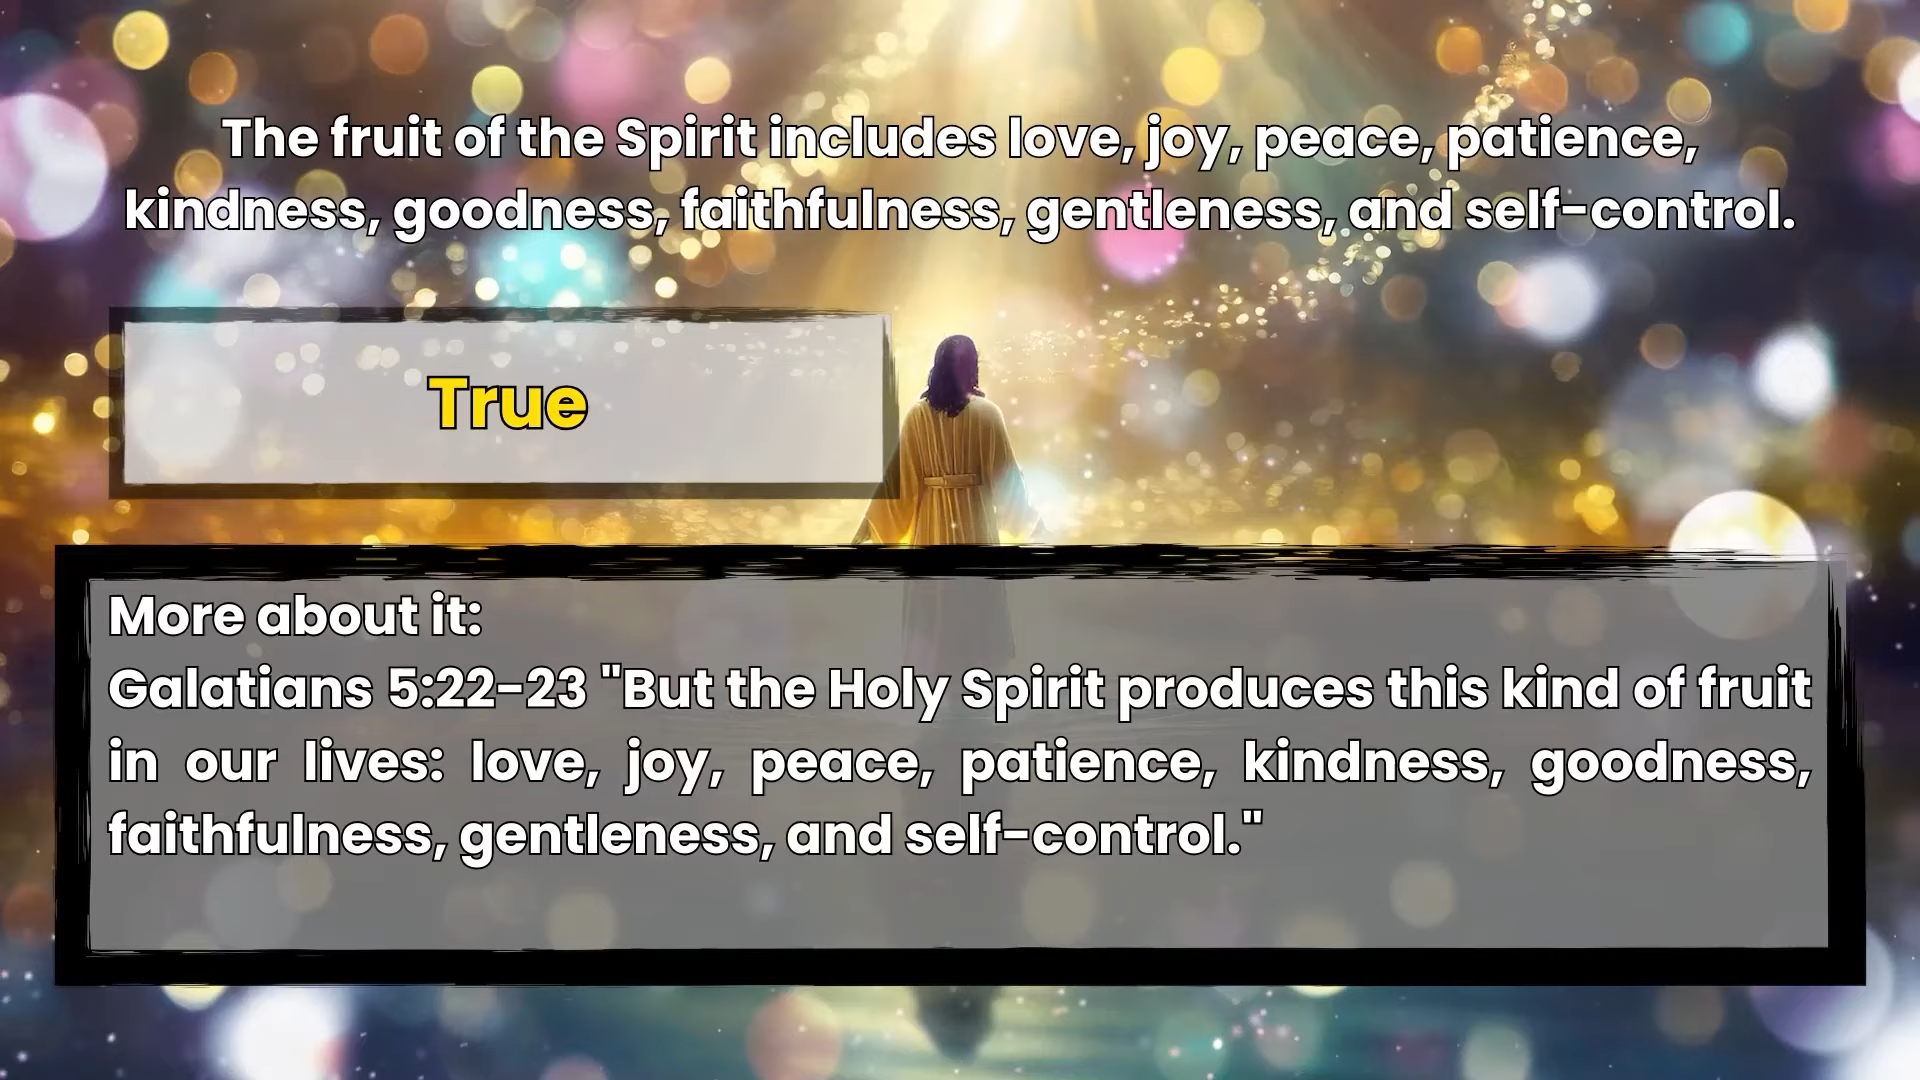 The fruit of the Spirit includes love, joy, peace, patience,
kindness, goodness, faithfulness, gentleness, and self-control.
True
More about it:
Galatians 5:22-23 "But the Holy Spirit produces this kind of fruit
in our lives: love, joy, peace, patience, kindness, goodness,
faithfulness, gentleness, and self-control."